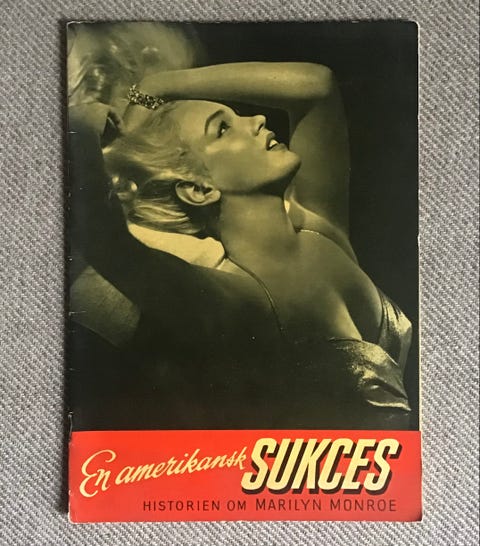 En amerikansk SUKCES
HISTORIEN OM MARILYN MONROE